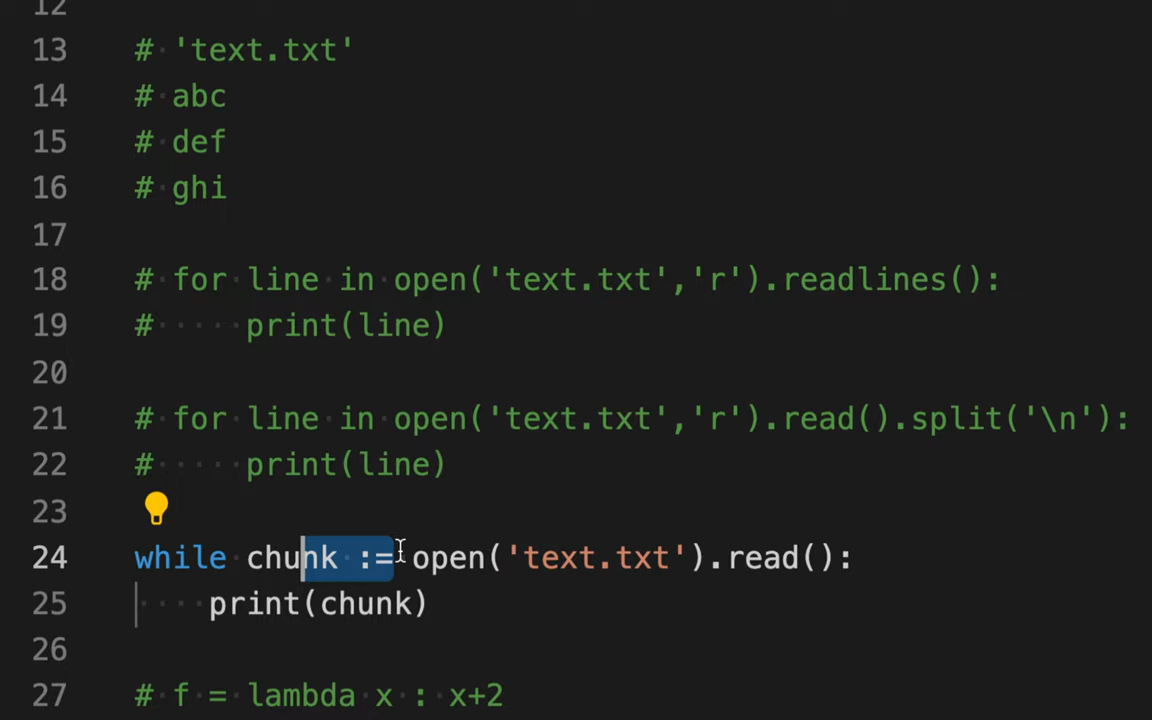 12
13 # 'text.txt'
14 # abc
15 # def
16 # ghi
17
18 # for line in open('text.txt','r').readlines():
19 #     print(line)
20
21 # for line in open('text.txt','r').read().split('\n'):
22 #     print(line)
23
24 while chunk := open('text.txt').read():
25     print(chunk)
26
27 # f = lambda x : x+2